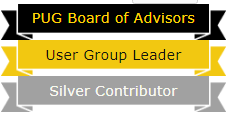 PUG Board of Advisors
User Group Leader
Silver Contributor